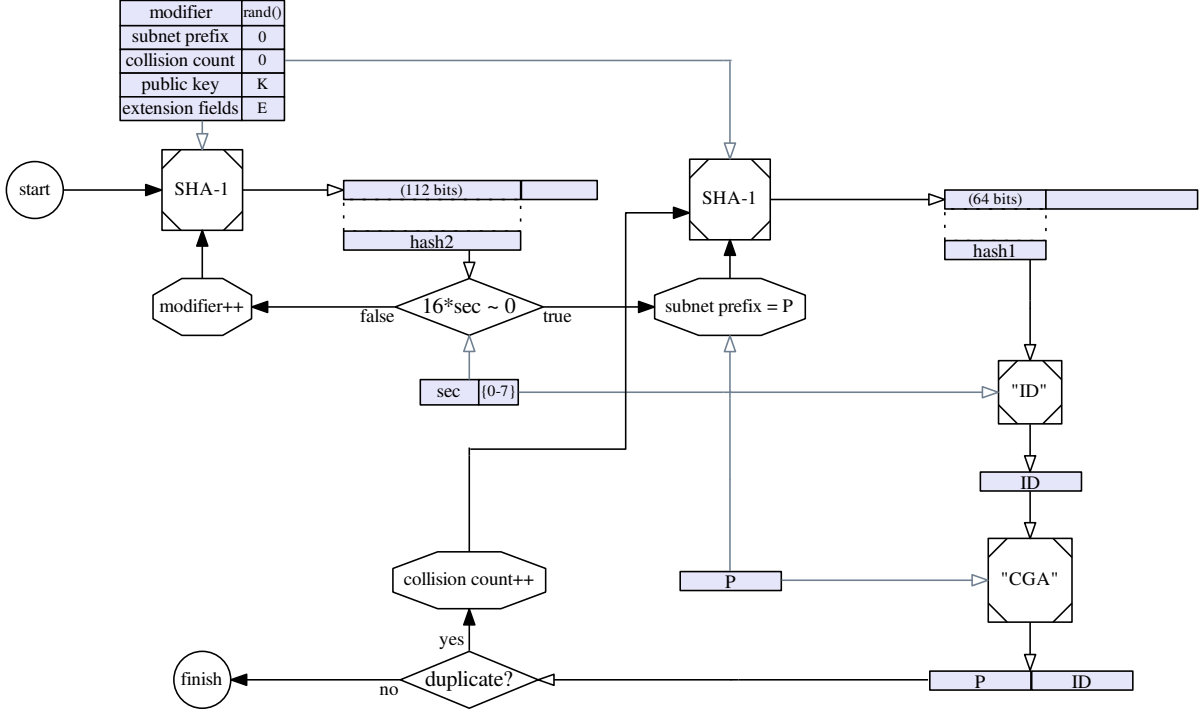 modifier rand()
subnet prefix 0
collision count 0
public key K
extension fields E
start
SHA-1
(112 bits)
SHA-1
(64 bits)
hash2
hash1
modifier++
16*sec ~ 0
false
true
subnet prefix = P
sec {0-7}
"ID"
ID
collision count++
P
"CGA"
yes
finish
no
duplicate?
P ID